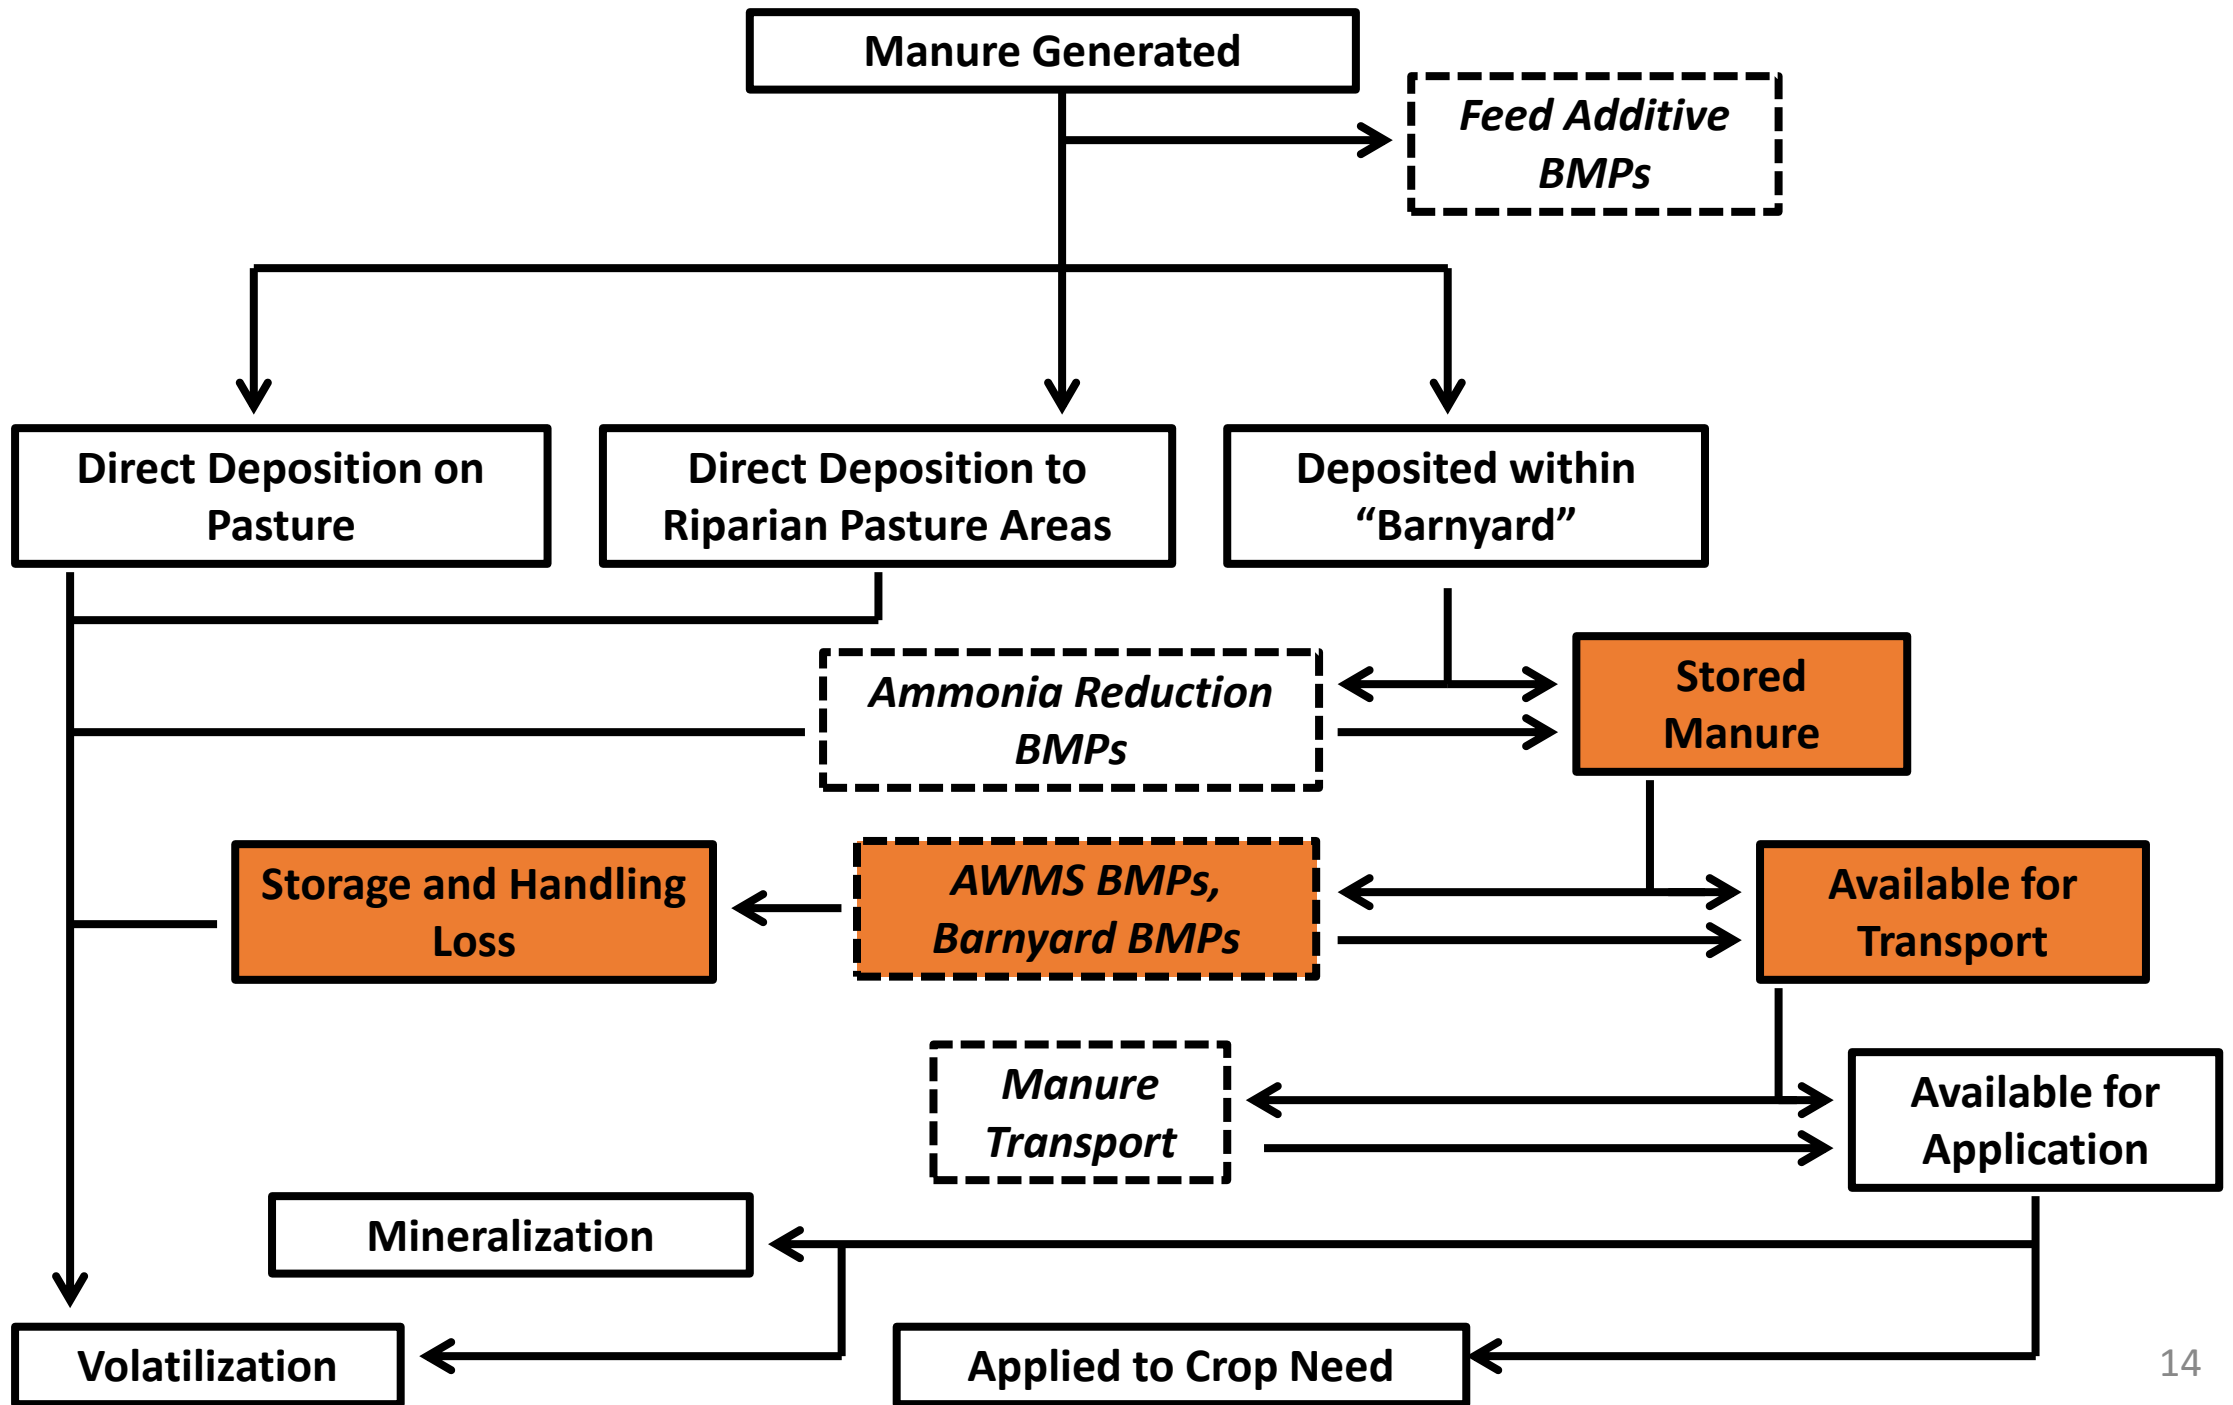 Manure Generated
Feed Additive
BMPs
Direct Deposition on
Pasture
Direct Deposition to
Riparian Pasture Areas
Deposited within
“Barnyard”
Ammonia Reduction
BMPs
Stored
Manure
Storage and Handling
Loss
AWMS BMPs,
Barnyard BMPs
Available for
Transport
Manure
Transport
Available for
Application
Mineralization
Volatilization
Applied to Crop Need
14